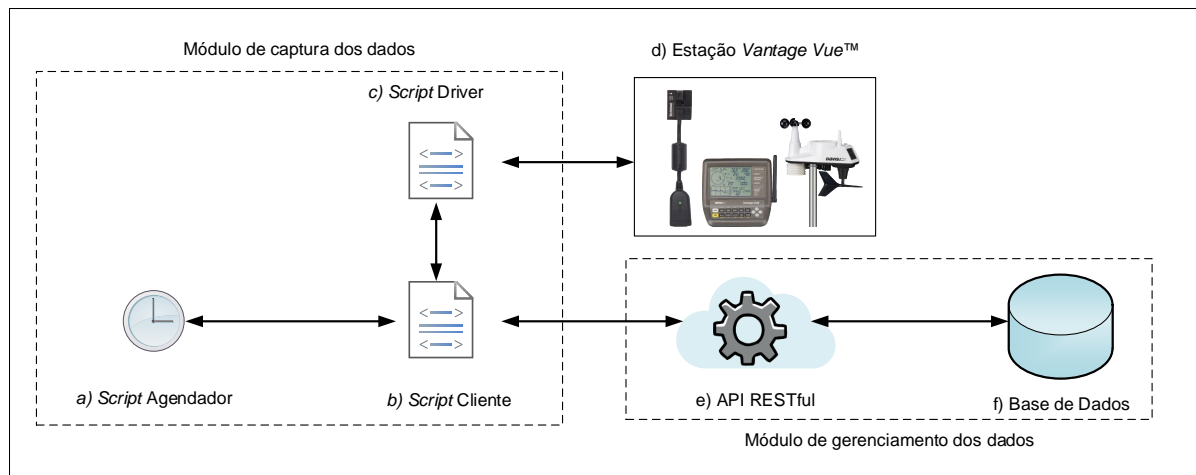 Módulo de captura dos dados
d) Estação Vantage Vue™
c) Script Driver
DAVIS
a) Script Agendador
b) Script Cliente
e) API RESTful
f) Base de Dados
Módulo de gerenciamento dos dados